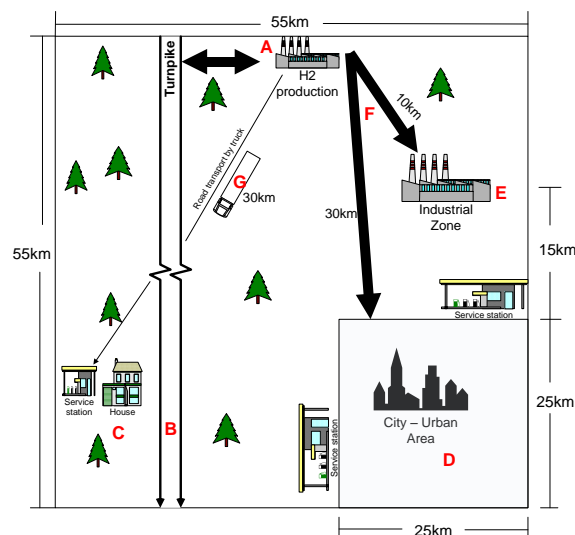 55km
A
H2
production
Turnpike
F
10km
Road transport by truck
G
30km
30km
E
Industrial
Zone
55km
15km
Service station
Service
station
House
C
B
Service station
City – Urban
Area
D
25km
25km